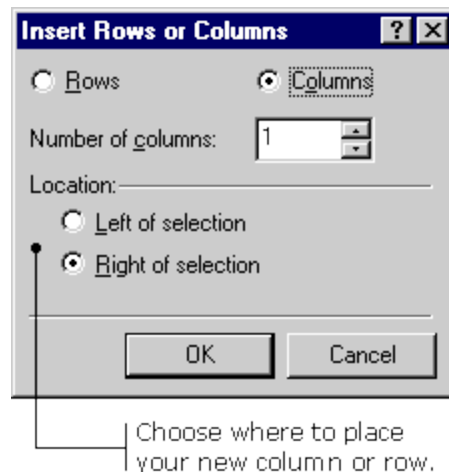 Insert Rows or Columns ? ×
Rows Columns
Number of columns: 1
Location:
Left of selection
Right of selection
OK Cancel
Choose where to place
your new column or row.